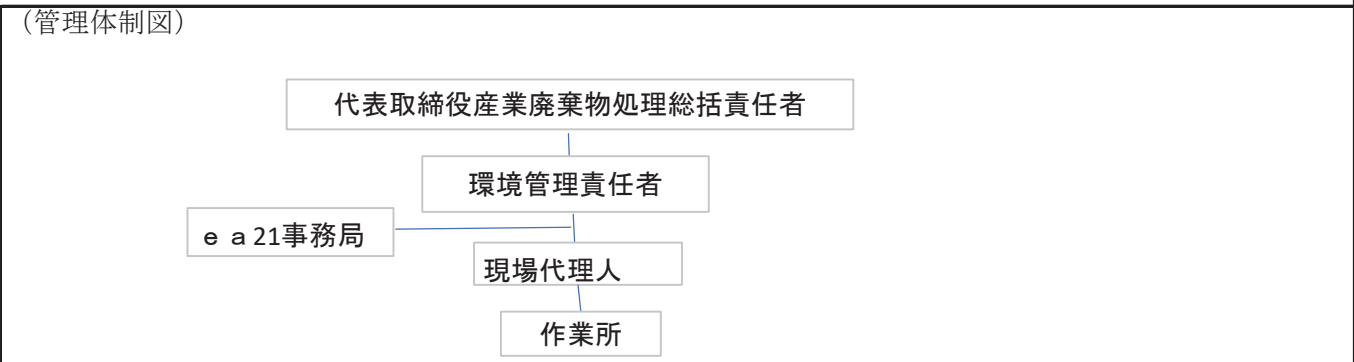 （管理体制図）
代表取締役産業廃棄物処理総括責任者
環境管理責任者
ｅａ21事務局
現場代理人
作業所